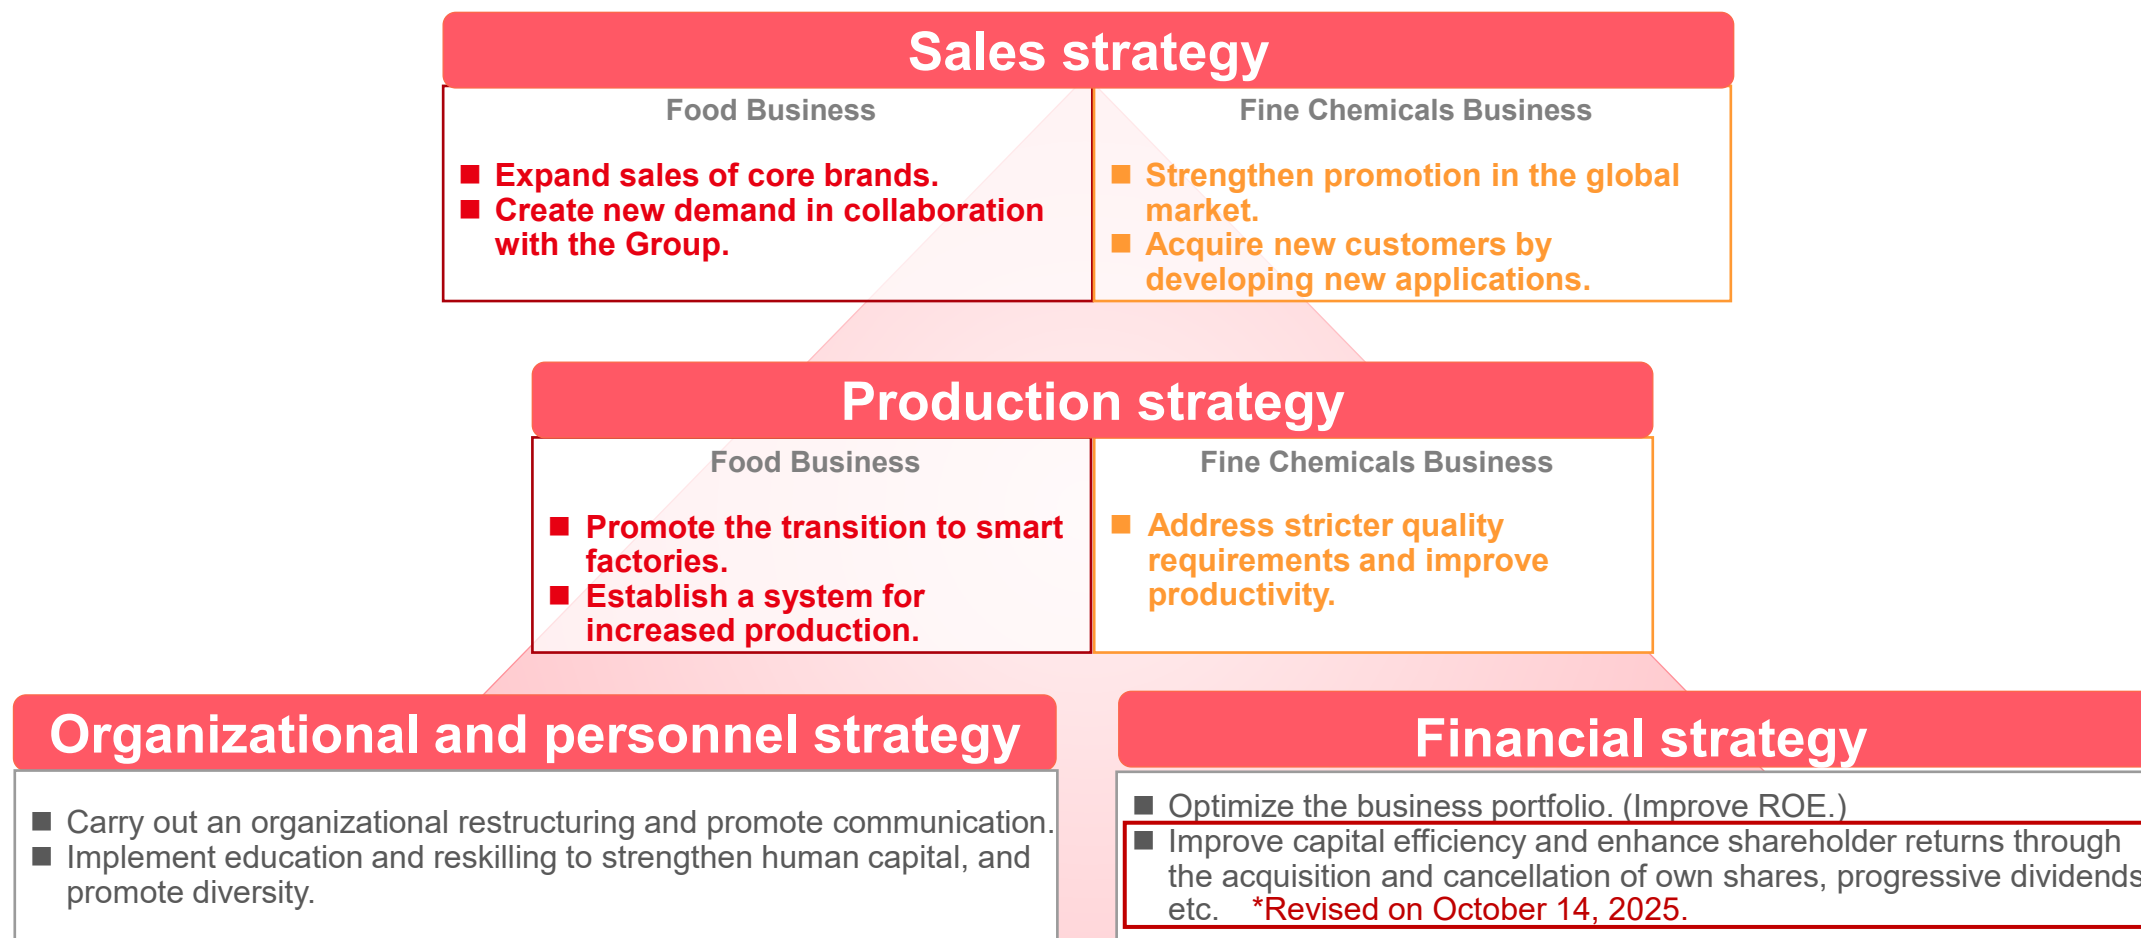 Sales strategy
Food Business
■ Expand sales of core brands.
■ Create new demand in collaboration
with the Group.
Fine Chemicals Business
■ Strengthen promotion in the global
market.
■ Acquire new customers by
developing new applications.
Production strategy
Food Business
■ Promote the transition to smart
factories.
■ Establish a system for
increased production.
Fine Chemicals Business
■ Address stricter quality
requirements and improve
productivity.
Organizational and personnel strategy
■ Carry out an organizational restructuring and promote communication.
■ Implement education and reskilling to strengthen human capital, and
promote diversity.
Financial strategy
■ Optimize the business portfolio. (Improve ROE.)
■ Improve capital efficiency and enhance shareholder returns through
the acquisition and cancellation of own shares, progressive dividends
etc. *Revised on October 14, 2025.